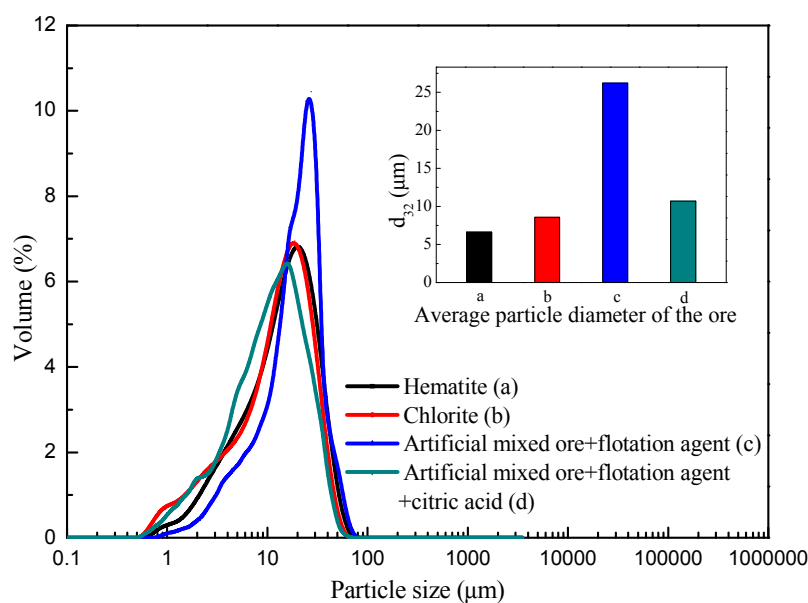 12
10
8
6
4
2
0
Volume (%)
0.1 1 10 100 1000 10000 100000 1000000
Particle size (μm)
25
20
15
10
5
0
d32 (μm)
a b c d
Average particle diameter of the ore
Hematite (a)
Chlorite (b)
Artificial mixed ore+flotation agent (c)
Artificial mixed ore+flotation agent
+citric acid (d)